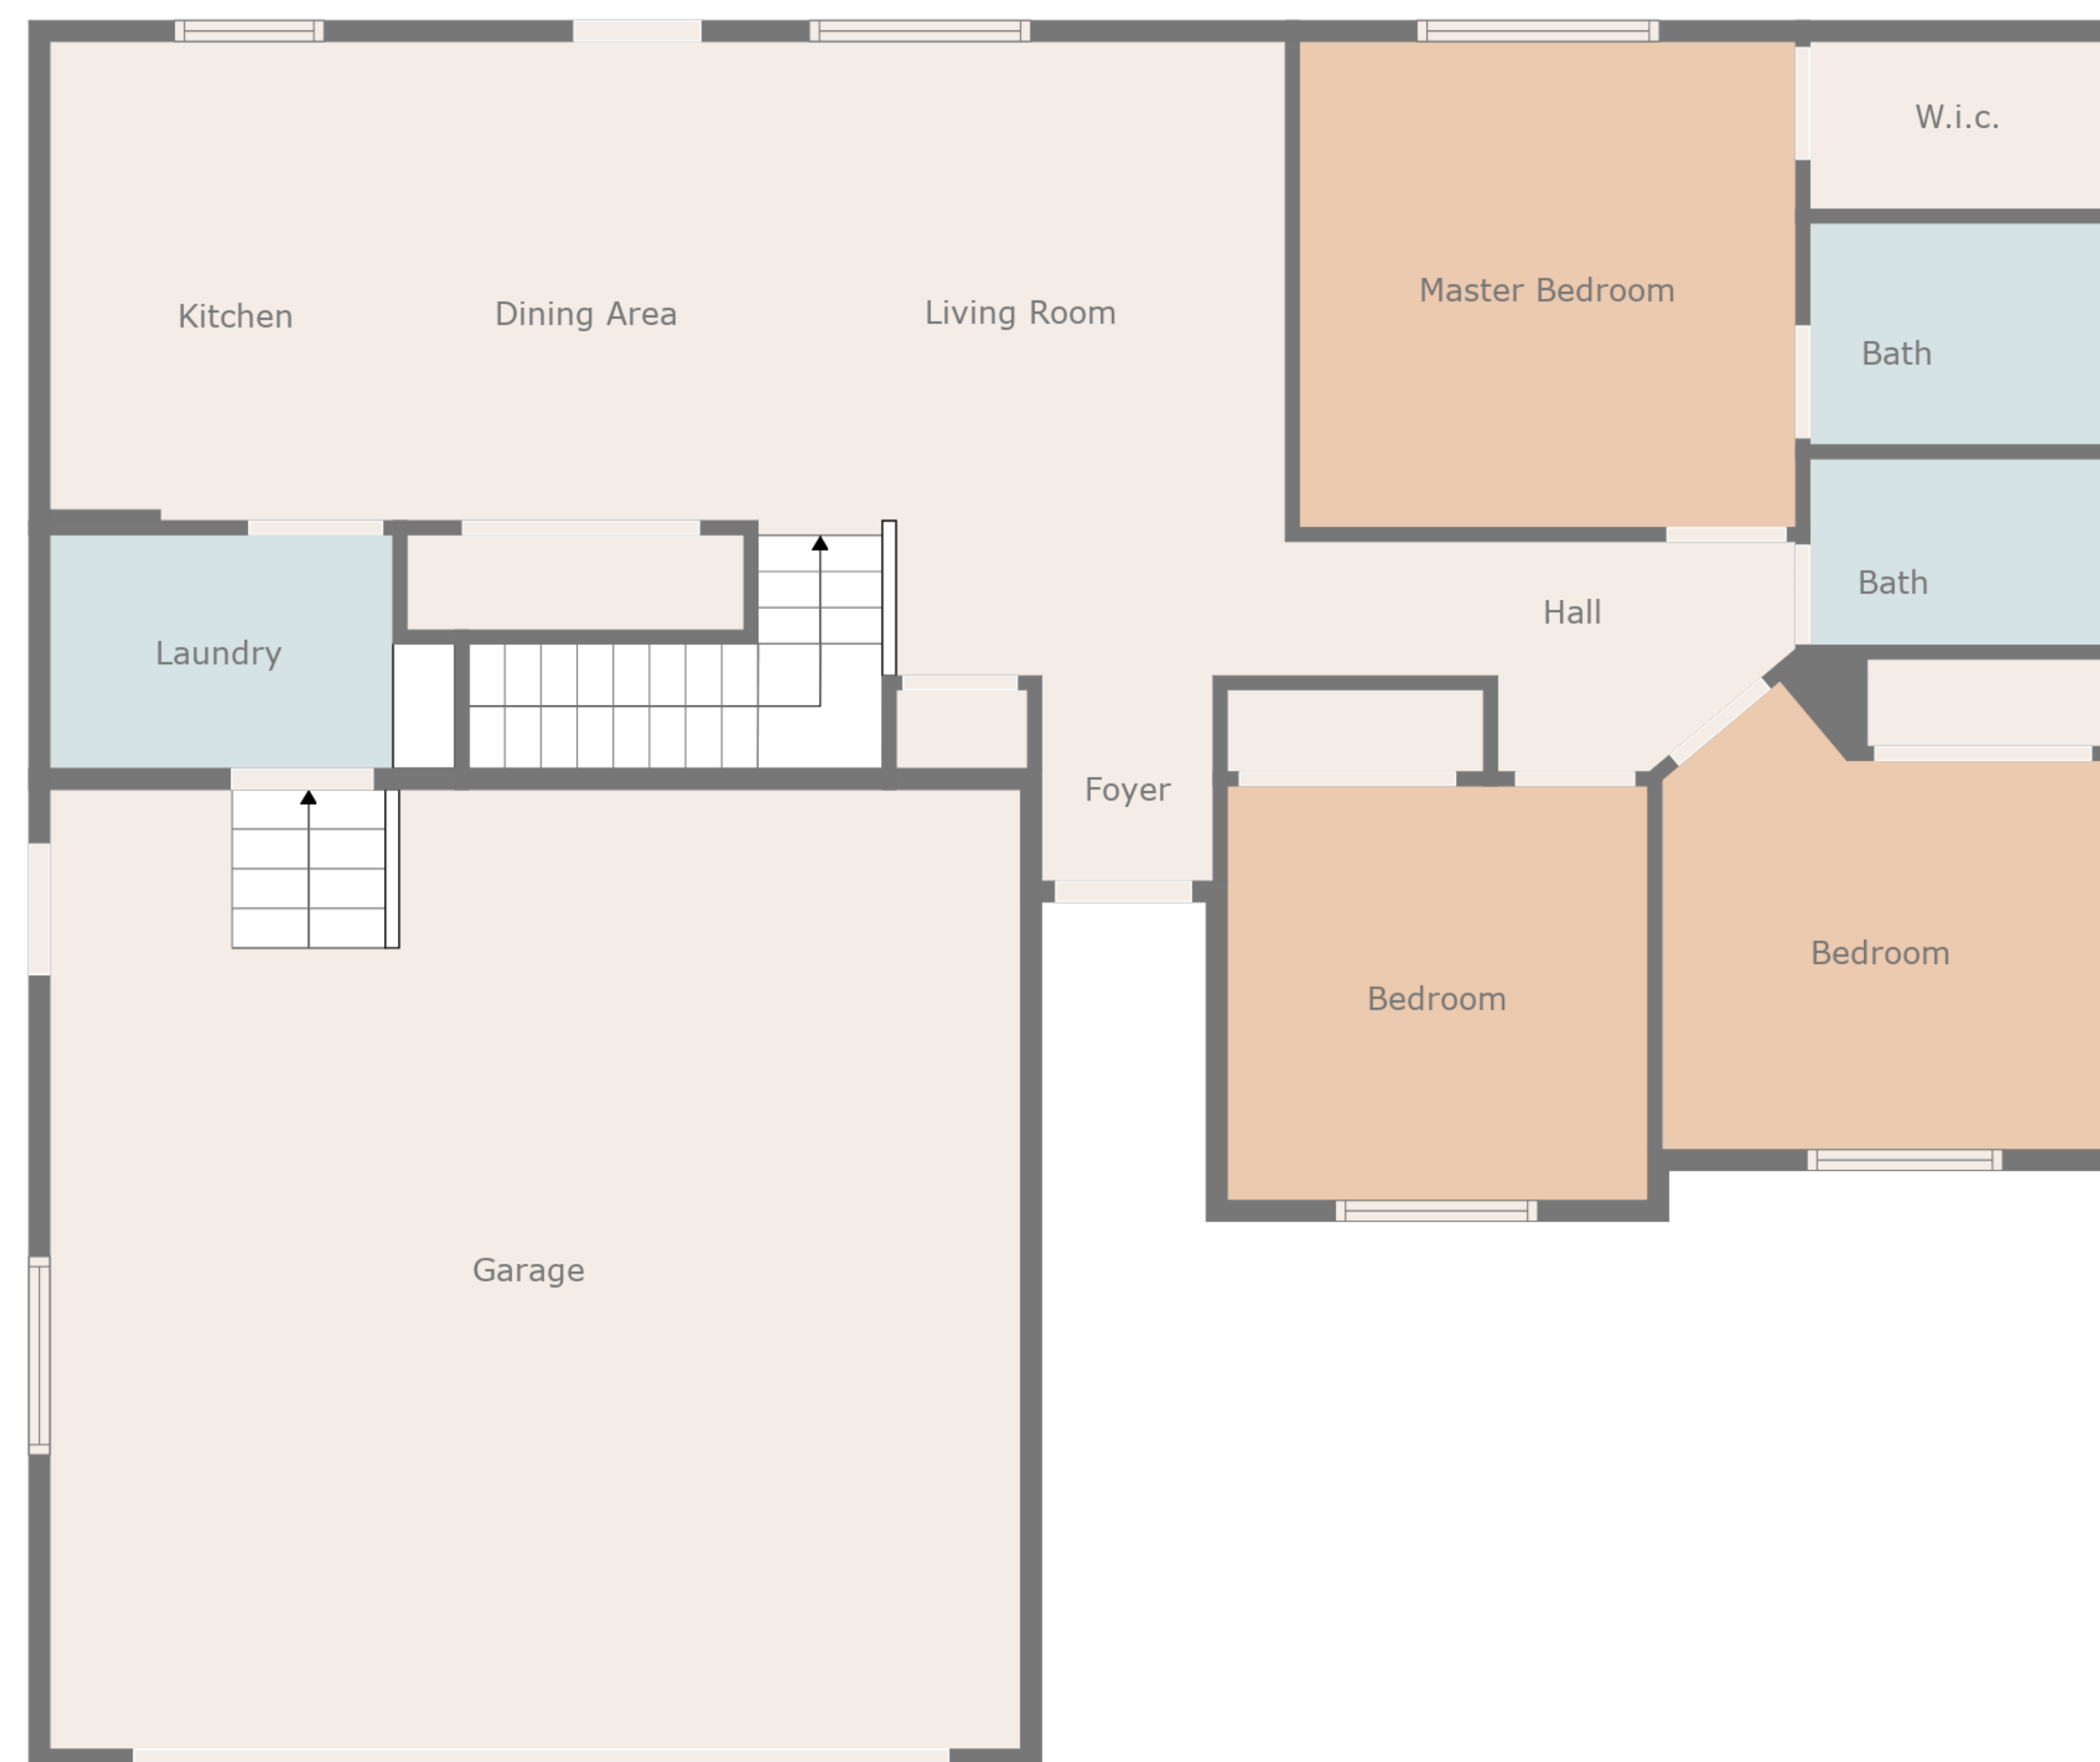 W.i.c.
Master Bedroom
Kitchen
Dining Area
Living Room
Bath
Bath
Hall
Laundry
Foyer
Bedroom
Bedroom
Garage